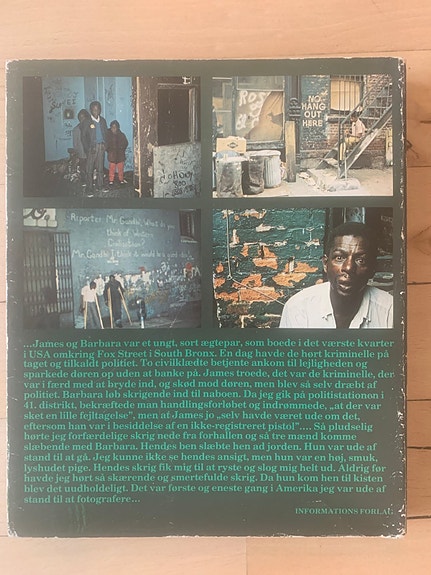 NO
HANG
OUT
HERE
Riporter: Mr. Gandhi, What do you
think of Western
Civilization?
Mr. Gandhi: I think it would be a good idea.
...James og Barbara var et ungt, sort ægtepar, som boede i det værste kvarter
i USA omkring Fox Street i South Bronx. En dag havde de hørt kriminelle på
taget og tilkaldt politiet. To civilklædte betjente ankom til lejligheden og
sparkede døren op uden at banke på. James troede, det var de kriminelle, der
var i færd med at bryde ind, og skød mod døren, men blev selv dræbt af
politiet. Barbara løb skrigende ind til naboen. Da jeg gik på politistationen i
41. distrikt, bekræftede man handlingsforløbet og indrømmede, „at der var
sket en lille fejltagelse", men at James jo „selv havde været ude om det,
eftersom han var i besiddelse af en ikke-registreret pistol".... Så pludselig
hørte jeg forfærdelige skrig nede fra forhallen og så tre mænd komme
slæbende med Barbara. Hendes ben slæbte hen ad jorden. Hun var ude af
stand til at gå. Jeg kunne ikke se hendes ansigt, men hun var en høj, smuk,
lyshudet pige. Hendes skrig fik mig til at ryste og slog mig helt ud. Aldrig før
havde jeg hørt så skærende og smertefulde skrig. Da hun kom hen til kisten
blev det uudholdeligt. Det var første og eneste gang i Amerika jeg var ude af
stand til at fotografere...
INFORMATIONS FORLAG